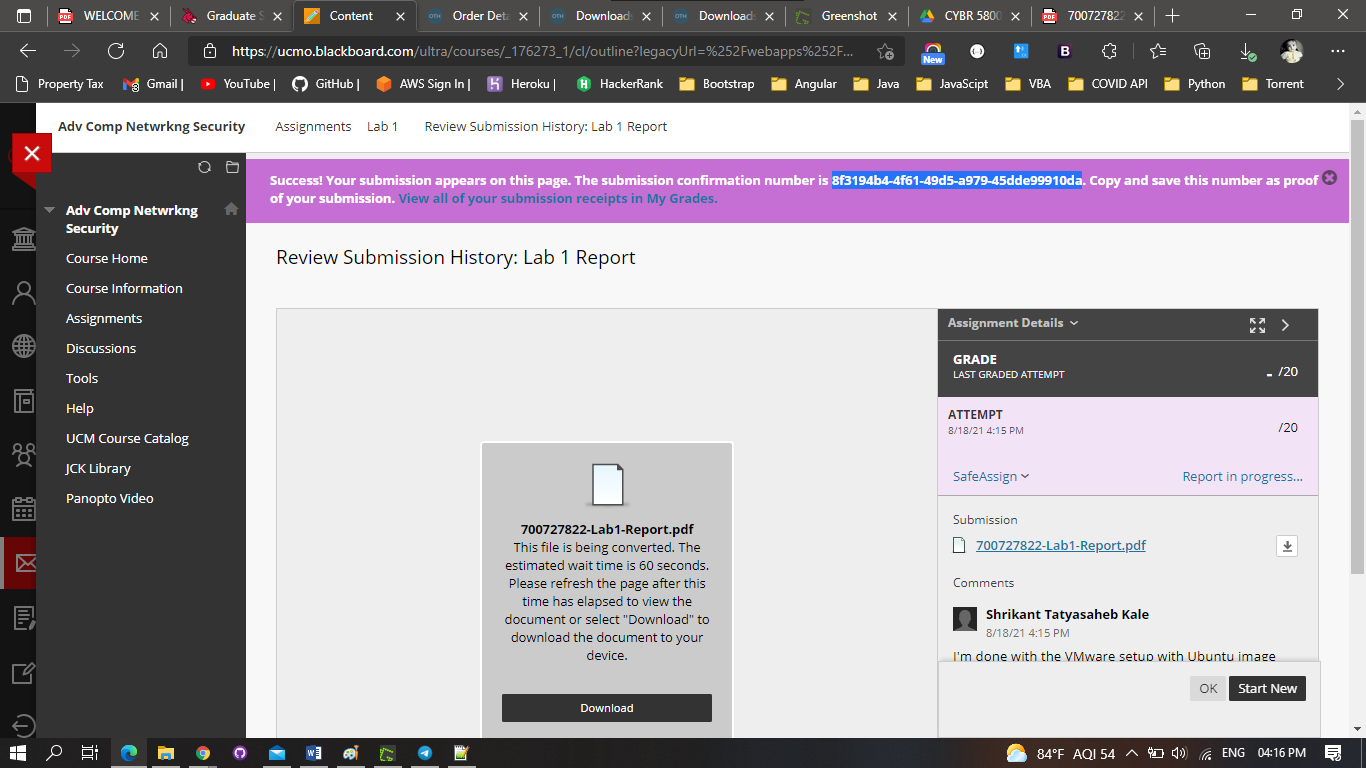 WELCOME
Graduate S
Content
Order Deta
Downloads
Downloads
Greenshot
CYBR 5800
700727822
https://ucmo.blackboard.com/ultra/courses/_176273_1/cl/outline?legacyUrl=%252Fwebapps%252F...
New
Property Tax
Gmail |
YouTube |
GitHub |
AWS Sign In |
Heroku |
HackerRank
Bootstrap
Angular
Java
JavaScipt
VBA
COVID API
Python
Torrent
Adv Comp Netwrkng Security
Assignments
Lab 1
Review Submission History: Lab 1 Report
Success! Your submission appears on this page. The submission confirmation number is 8f3194b4-4f61-49d5-a979-45dde99910da. Copy and save this number as proof
of your submission. View all of your submission receipts in My Grades.
Adv Comp Netwrkng
Security
Course Home
Course Information
Assignments
Discussions
Tools
Help
UCM Course Catalog
JCK Library
Panopto Video
Review Submission History: Lab 1 Report
700727822-Lab1-Report.pdf
This file is being converted. The
estimated wait time is 60 seconds.
Please refresh the page after this
time has elapsed to view the
document or select "Download" to
download the document to your
device.
Download
Assignment Details
GRADE
LAST GRADED ATTEMPT
- /20
ATTEMPT
8/18/21 4:15 PM
/20
SafeAssign
Report in progress...
Submission
700727822-Lab1-Report.pdf
Comments
Shrikant Tatyasaheb Kale
8/18/21 4:15 PM
I'm done with the VMware setup with Ubuntu image
OK
Start New
84°F AQI 54
ENG
04:16 PM